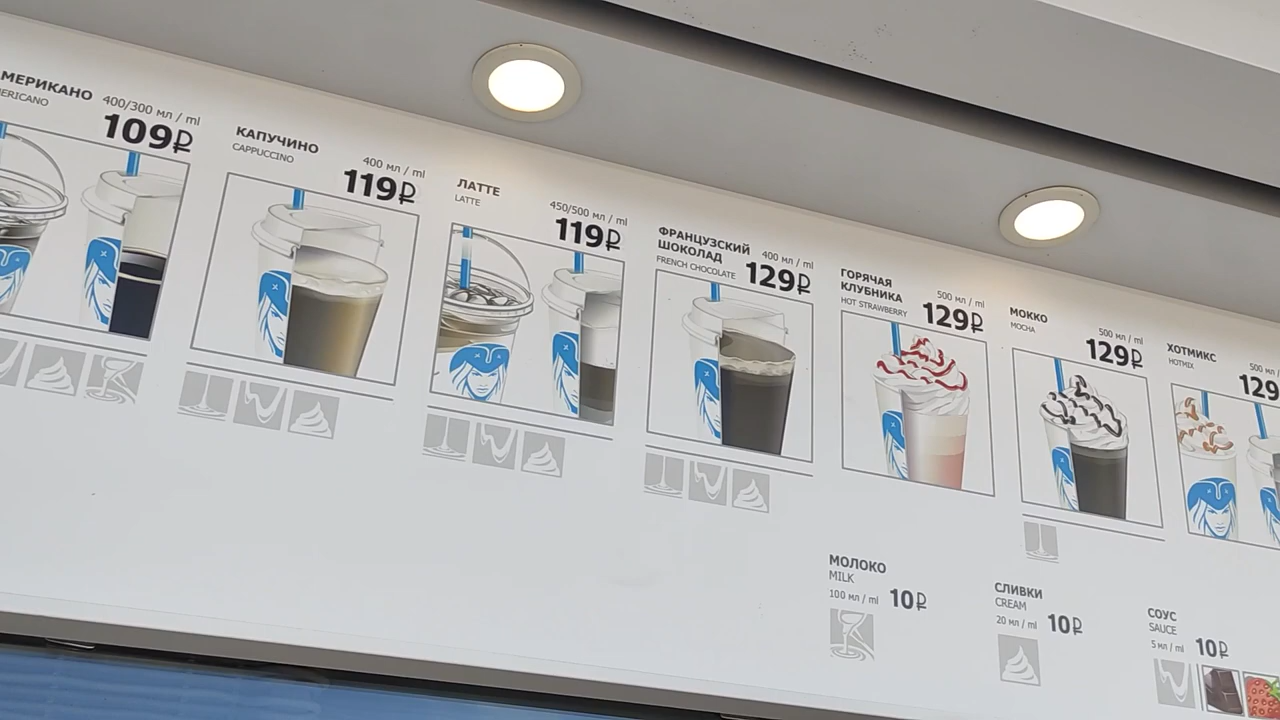 МЕРИКАНО
ERICANO
400/300 мл / ml
109₽
КАПУЧИНО
CAPPUCCINO
400 мл / ml
119₽
ЛАТТЕ
LATTE
450/500 мл / ml
119₽
ФРАНЦУЗСКИЙ
ШОКОЛАД
FRENCH CHOCOLATE
400 мл / ml
129₽
ГОРЯЧАЯ
КЛУБНИКА
HOT STRAWBERRY
500 мл / ml
129₽
МОККО
MOCHA
500 мл / ml
129₽
ХОТМИКС
HOTMIX
500 м
129
МОЛОКО
MILK
100 мл / ml 10₽
СЛИВКИ
CREAM
20 мл / ml 10₽
СОУС
SAUCE
5 мл / ml 10₽